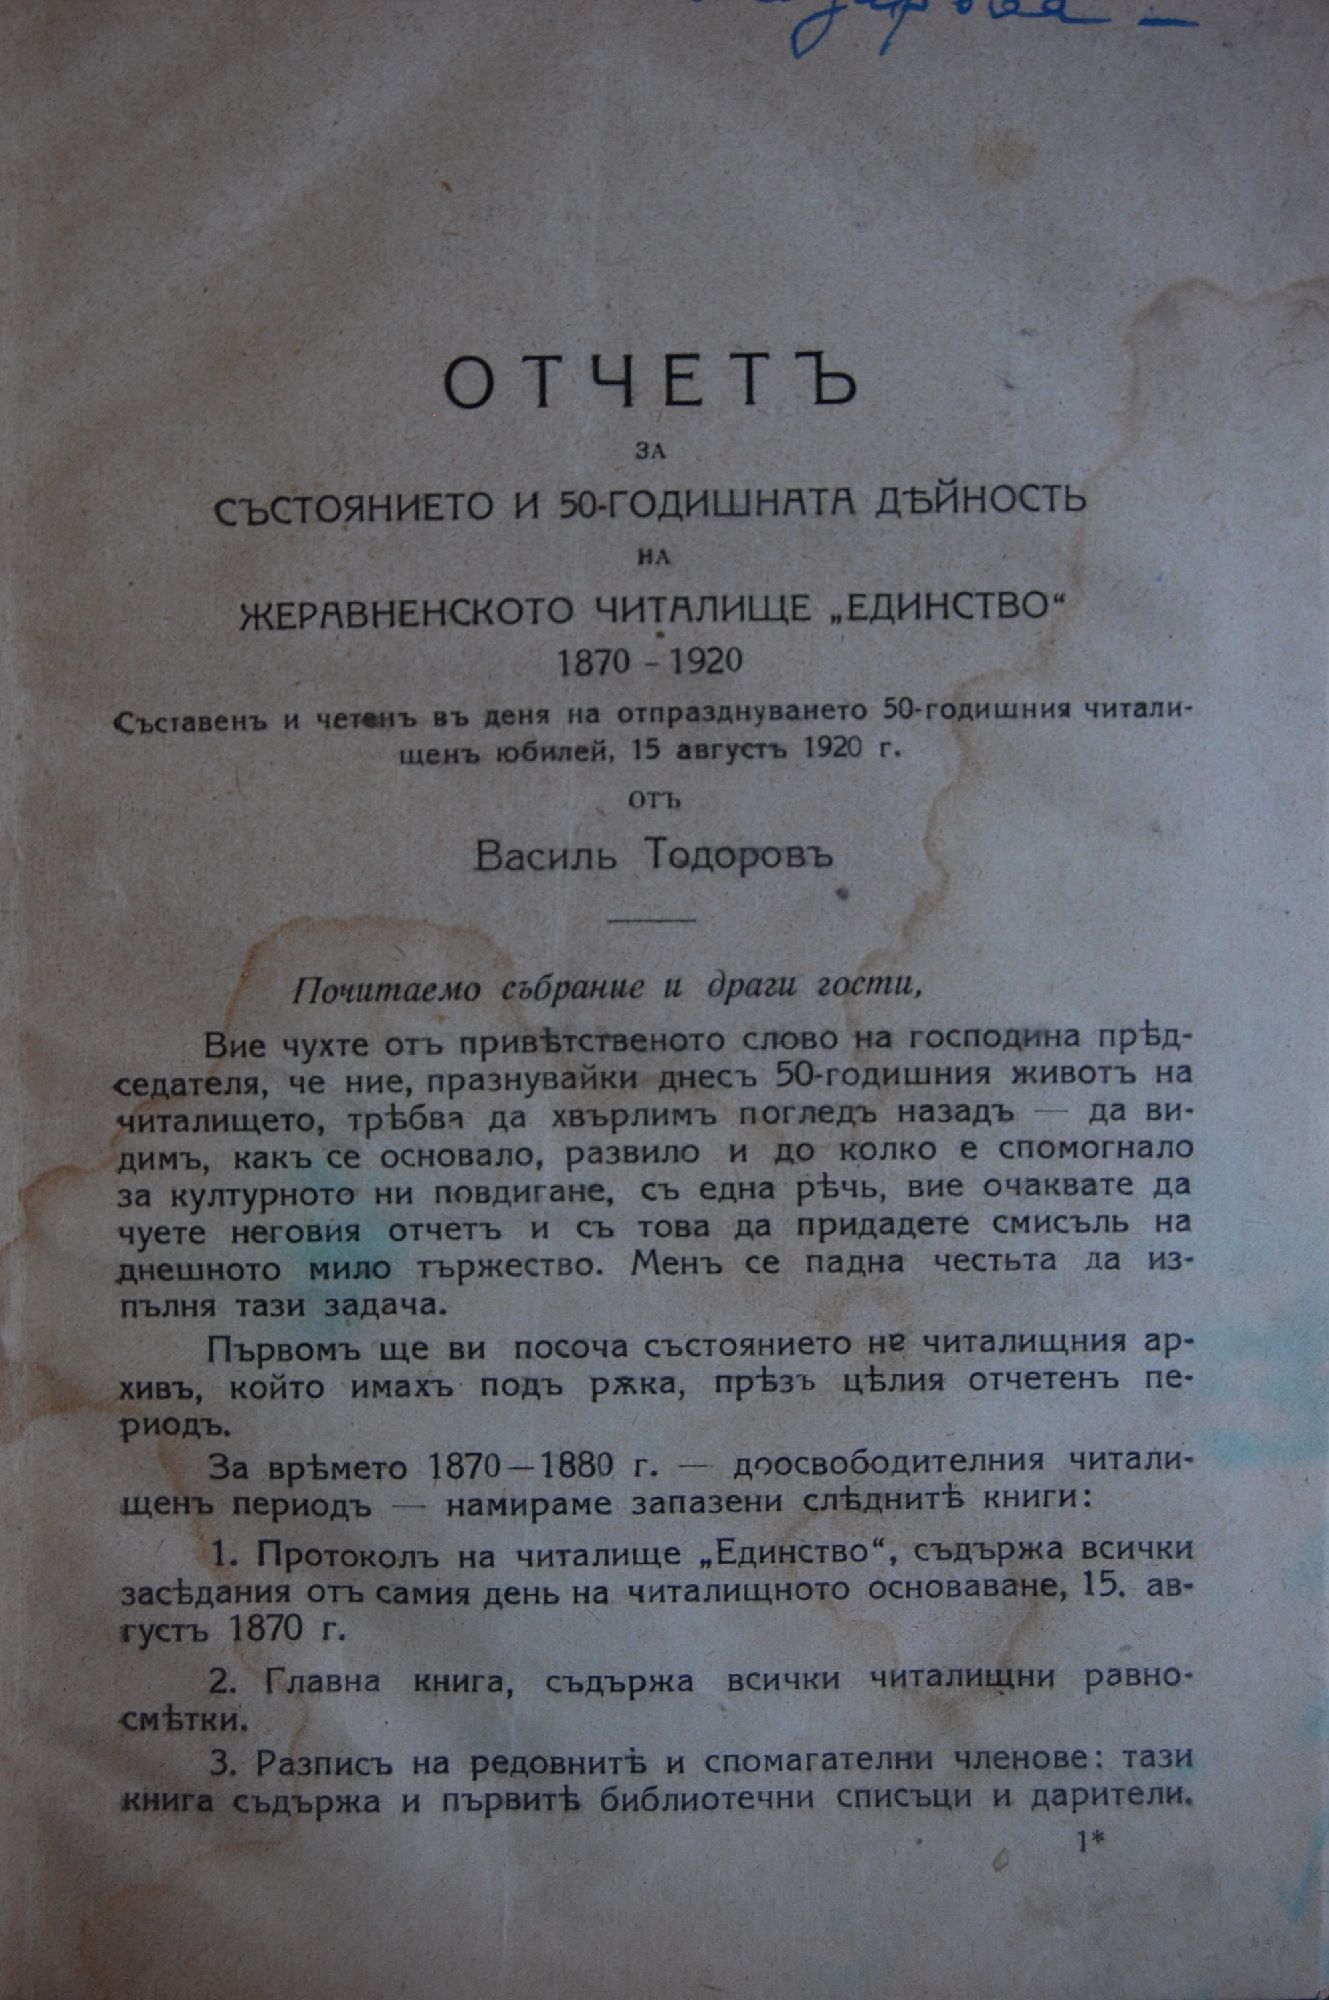 ОТЧЕТЪ
ЗА
СЪСТОЯНИЕТО И 50-ГОДИШНАТА ДѢЙНОСТЬ
НА
ЖЕРАВНЕНСКОТО ЧИТАЛИЩЕ „ЕДИНСТВО“
1870 - 1920
Съставенъ и четенъ въ деня на отпразднуването 50-годишния читали-
щенъ юбилей, 15 августъ 1920 г.
отъ
Василь Тодоровъ
Почитаемо събрание и драги гости,
Вие чухте отъ привѣтственото слово на господина прѣд-
седателя, че ние, празнувайки днесъ 50-годишния животъ на
читалището, трѣбва да хвърлимъ погледъ назадъ — да ви-
димъ, какъ се основало, развило и до колко е спомогнало
за културното ни повдигане, съ една рѣчь, вие очаквате да
чуете неговия отчетъ и съ това да придадете смисъль на
днешното мило тържество. Менъ се падна честьта да из-
пълня тази задача.
Първомъ ще ви посоча състоянието на читалищния ар-
хивъ, който имахъ подъ рѫка, прѣзъ цѣлия отчетенъ пе-
риодъ.
За врѣмето 1870—1880 г. — доосвободителния читали-
щенъ периодъ — намираме запазени слѣднитѣ книги:
1. Протоколъ на читалище „Единство“, съдържа всички
засѣдания отъ самия день на читалищното основаване, 15. ав-
густъ 1870 г.
2. Главна книга, съдържа всички читалищни равно-
смѣтки.
3. Разписъ на редовнитѣ и спомагателни членове: тази
книга съдържа и първитѣ библиотечни списъци и дарители.
1*